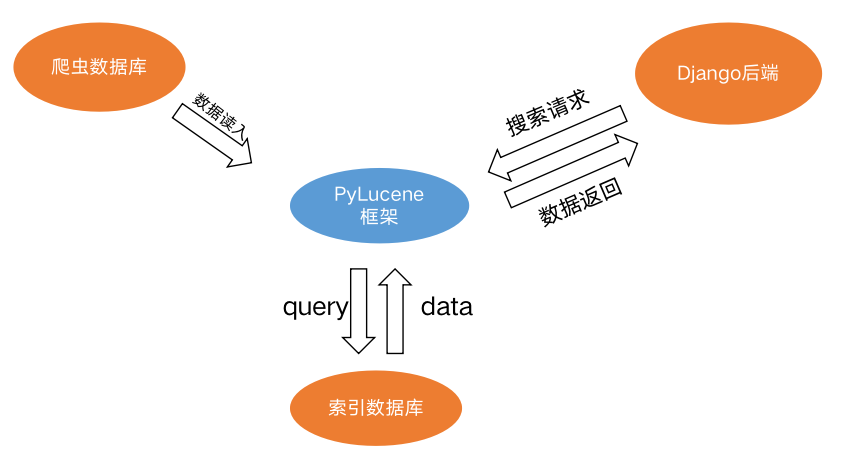 爬虫数据库
Django后端
数据读入
搜索请求
PyLucene
框架
数据返回
query
data
索引数据库